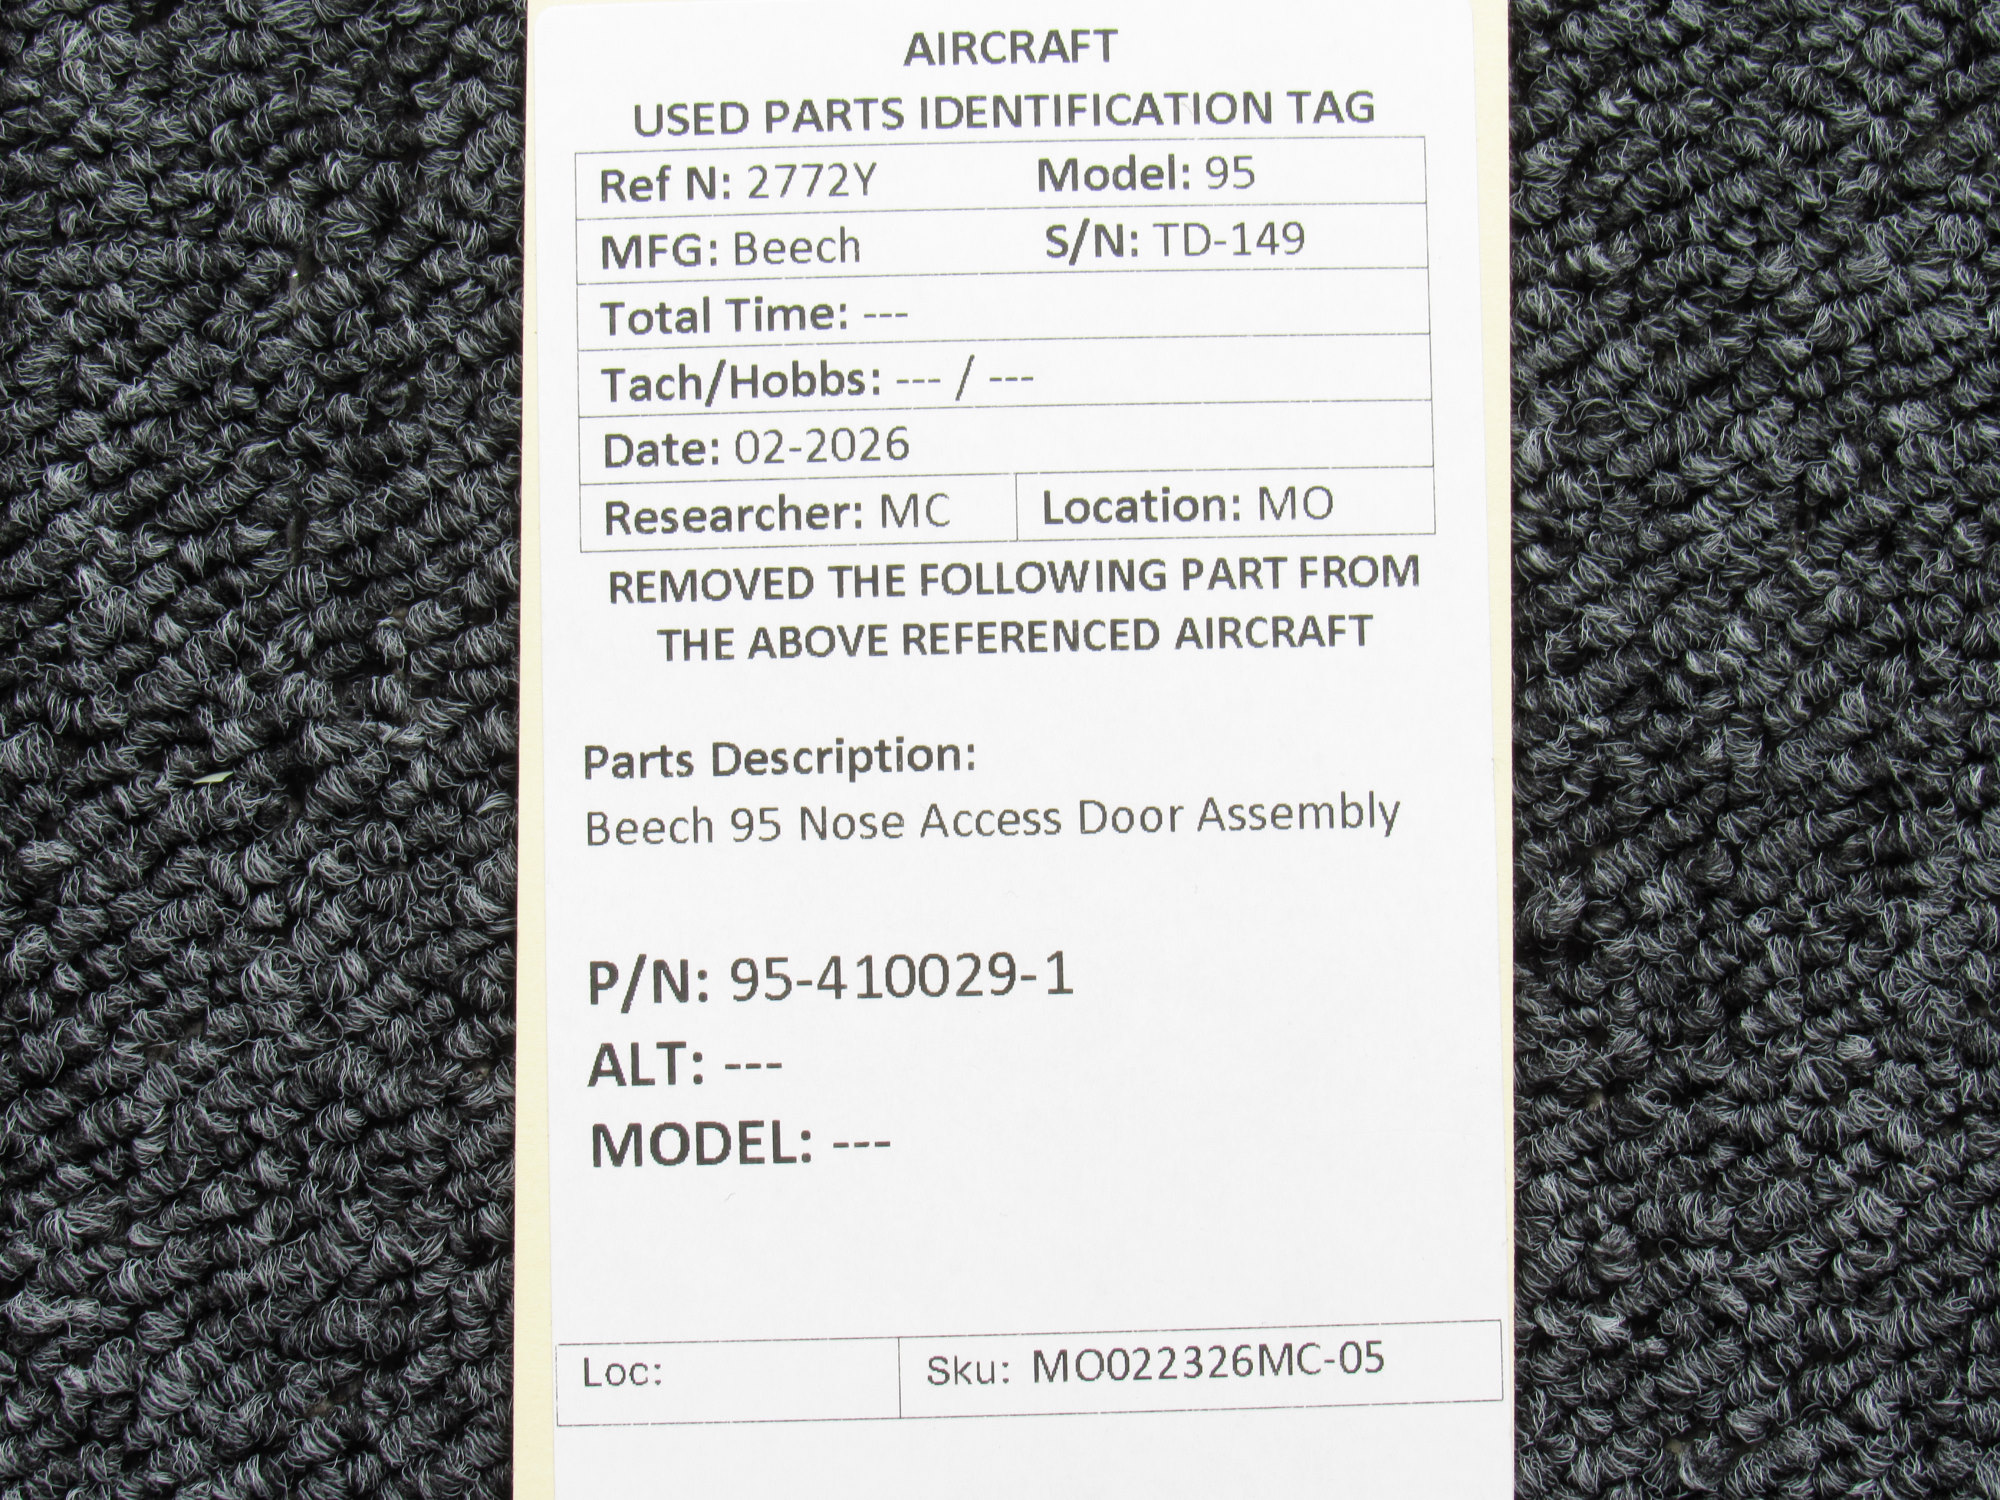 AIRCRAFT
USED PARTS IDENTIFICATION TAG
Ref N: 2772Y Model: 95
MFG: Beech S/N: TD-149
Total Time: ---
Tach/Hobbs: --- / ---
Date: 02-2026
Researcher: MC Location: MO
REMOVED THE FOLLOWING PART FROM
THE ABOVE REFERENCED AIRCRAFT
Parts Description:
Beech 95 Nose Access Door Assembly
P/N: 95-410029-1
ALT: ---
MODEL: ---
Loc: Sku: MO022326MC-05